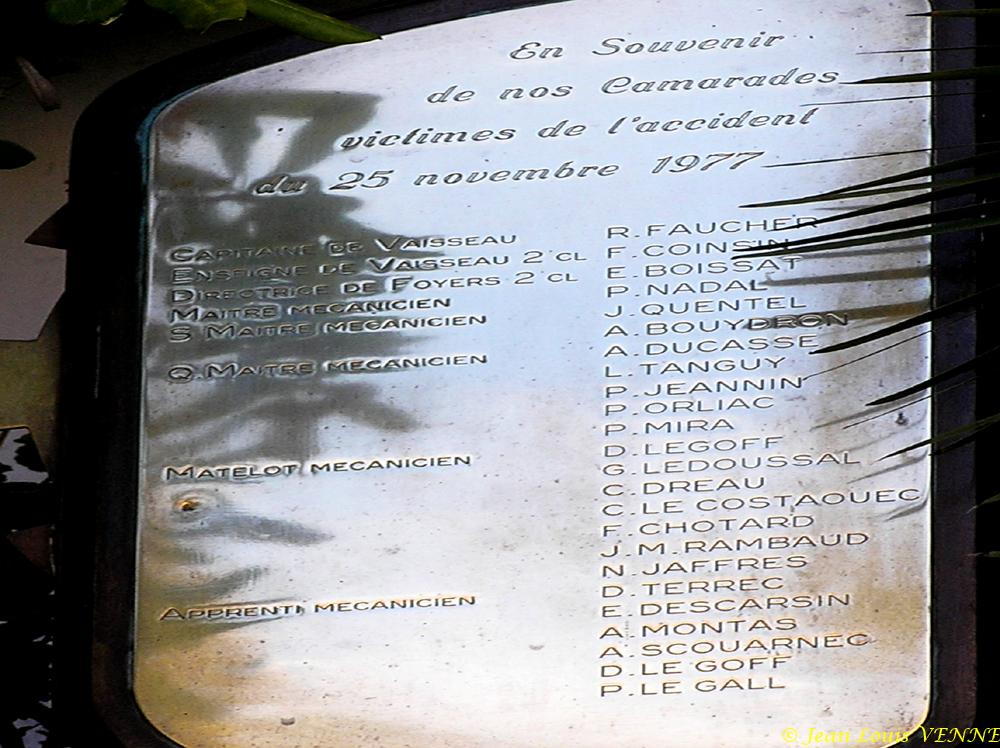 En Souvenir
de nos Camarades
victimes de l'accident
du 25 novembre 1977
CAPITAINE DE VAISSEAU R. FAUCHER
ENSEIGNE DE VAISSEAU 2 CL F. COINSIN
DIRECTRICE DE FOYERS 2 CL E. BOISSAT
MAITRE MECANICIEN P. NADAL
S MAITRE MECANICIEN J. QUENTEL
A. BOUYDRON
Q. MAITRE MECANICIEN A. DUCASSE
L. TANGUY
P. JEANNIN
P. ORLIAC
P. MIRA
MATELOT MECANICIEN D. LEGOFF
G. LEDOUSSAL
C. DREAU
C. LE COSTAOUEC
F. CHOTARD
J. M. RAMBAUD
N. JAFFRES
APPRENTI MECANICIEN D. TERREC
E. DESCARSIN
A. MONTAS
A. SCOUARNEC
D. LE GOFF
P. LE GALL
© Jean Louis VENNE